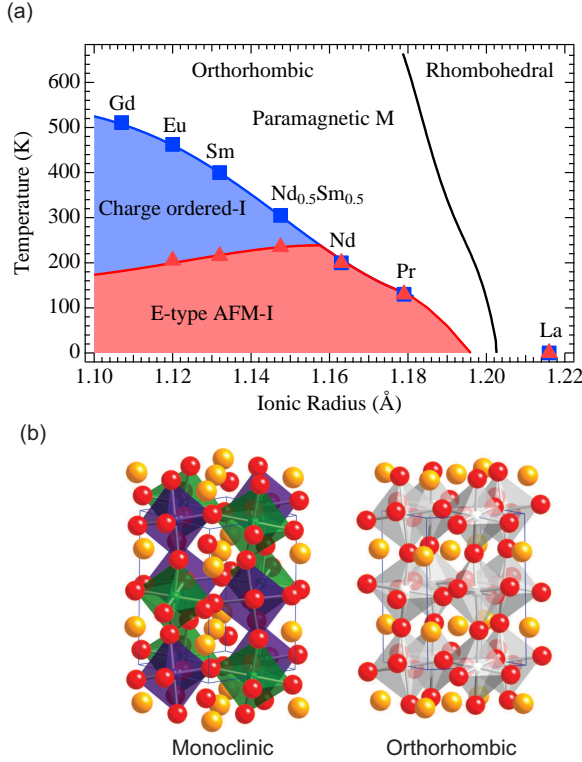 (a)
Orthorhombic
Rhombohedral
Paramagnetic M
Gd
Eu
Sm
Nd0.5Sm0.5
Nd
Pr
La
Charge ordered-I
E-type AFM-I
Temperature (K)
600
500
400
300
200
100
0
1.10 1.12 1.14 1.16 1.18 1.20 1.22
Ionic Radius (Å)
(b)
Monoclinic
Orthorhombic